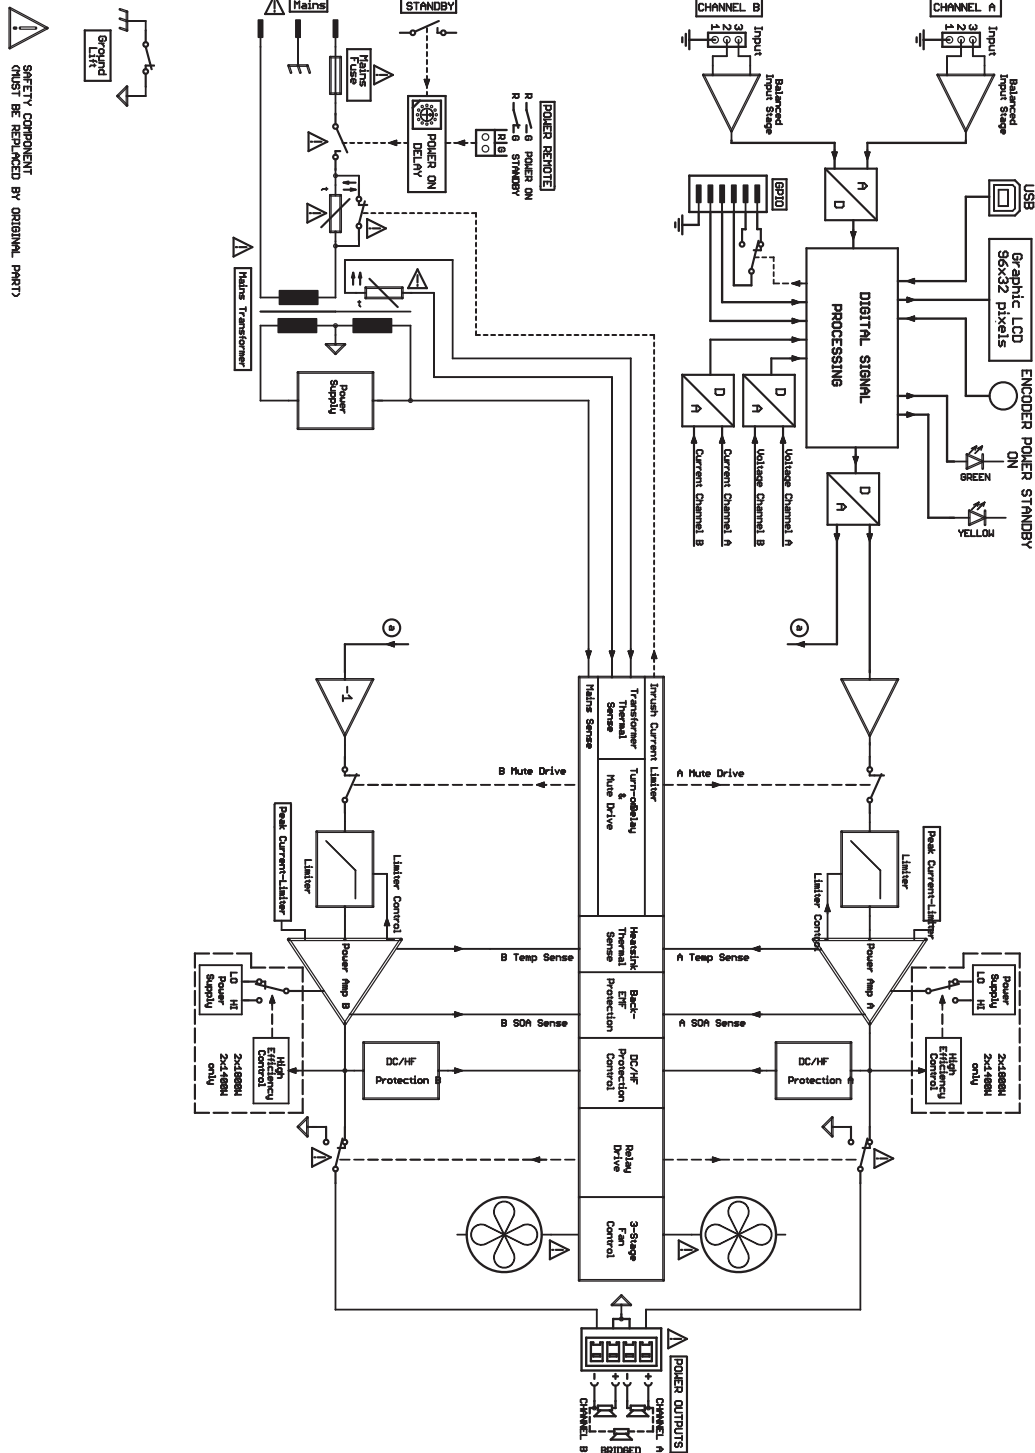 CHANNEL B
CHANNEL A
Mains
STANDBY
1 2 3
Input
1 2 3
Input
Balanced
Input Stage
Balanced
Input Stage
Ground
Lift
SAFETY COMPONENT
(MUST BE REPLACED BY ORIGINAL PART)
Mains
Fuse
POWER ON
DELAY
R G
R G POWER ON
R G STANDBY
POWER REMOTE
GPIO
A
D
USB
Graphic LCD
96x32 pixels
ENCODER
POWER
ON
STANDBY
GREEN
YELLOW
DIGITAL SIGNAL
PROCESSING
t
t
Mains Transformer
Power
Supply
D
A
D
A
D
A
Current Channel B
Current Channel A
Voltage Channel B
Voltage Channel A
a
a
-1
Mains Sense
Transformer
Thermal
Sense
Inrush Current Limiter
Turn-onDelay
&
Mute Drive
B Mute Drive
A Mute Drive
Peak Current-Limiter
Limiter
Limiter Control
Peak Current-Limiter
Limiter
Limiter Control
Power Amp B
Power Amp A
Heatsink
Thermal
Sense
B Temp Sense
A Temp Sense
Back-
EMF
Protection
B SOA Sense
A SOA Sense
DC/HF
Protection B
DC/HF
Protection
Control
DC/HF
Protection A
LO HI
Power
Supply
High
Efficiency
Control
2x1800W
2x1400W
only
LO HI
Power
Supply
High
Efficiency
Control
2x1800W
2x1400W
only
Relay
Drive
3-Stage
Fan
Control
POWER OUTPUTS
- + - +
CHANNEL B
BRIDGED
CHANNEL A